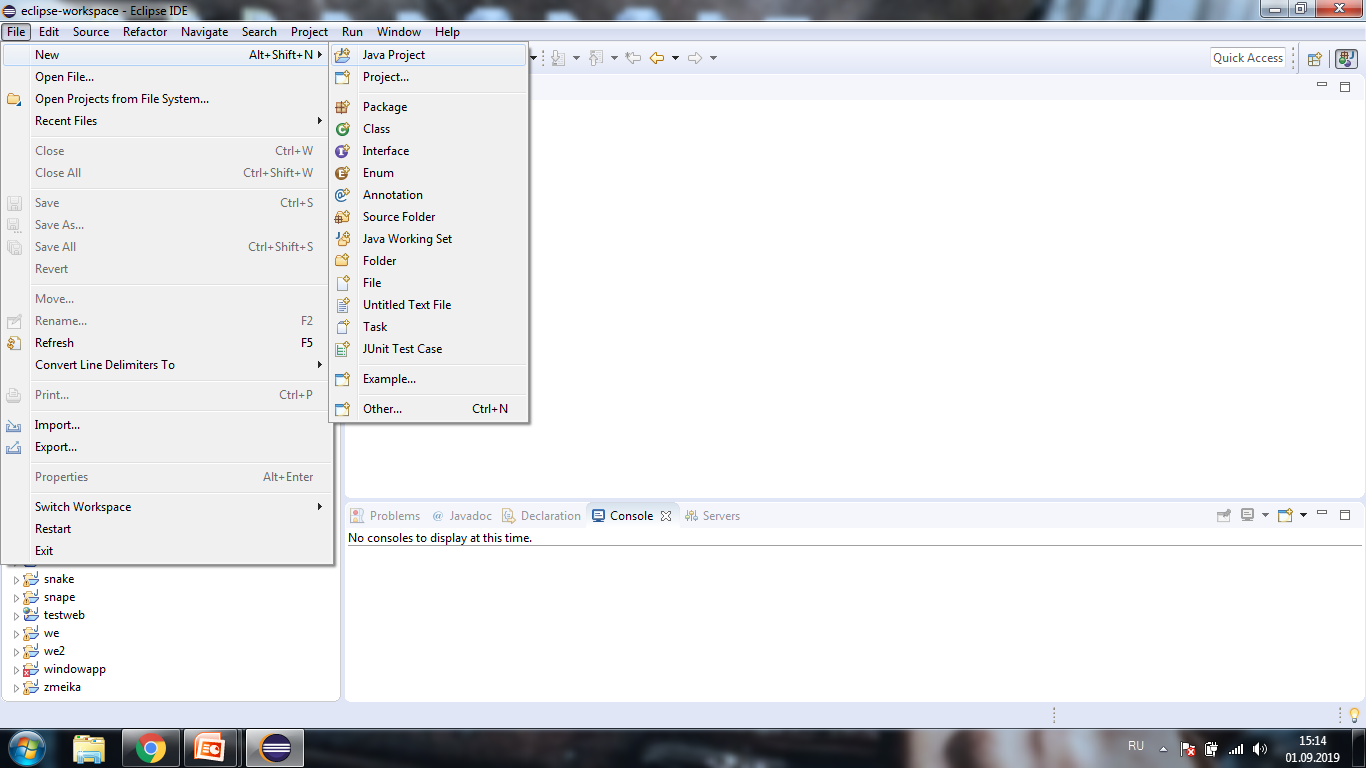 eclipse-workspace - Eclipse IDE
File Edit Source Refactor Navigate Search Project Run Window Help
New Alt+Shift+N
Open File...
Open Projects from File System...
Recent Files
Close Ctrl+W
Close All Ctrl+Shift+W
Save Ctrl+S
Save As...
Save All Ctrl+Shift+S
Revert
Move...
Rename... F2
Refresh F5
Convert Line Delimiters To
Print... Ctrl+P
Import...
Export...
Properties Alt+Enter
Switch Workspace
Restart
Exit
Java Project
Project...
Package
Class
Interface
Enum
Annotation
Source Folder
Java Working Set
Folder
File
Untitled Text File
Task
JUnit Test Case
Example...
Other... Ctrl+N
Quick Access
Problems Javadoc Declaration Console Servers
No consoles to display at this time.
snake
snape
testweb
we
we2
windowapp
zmeika
RU
15:14
01.09.2019